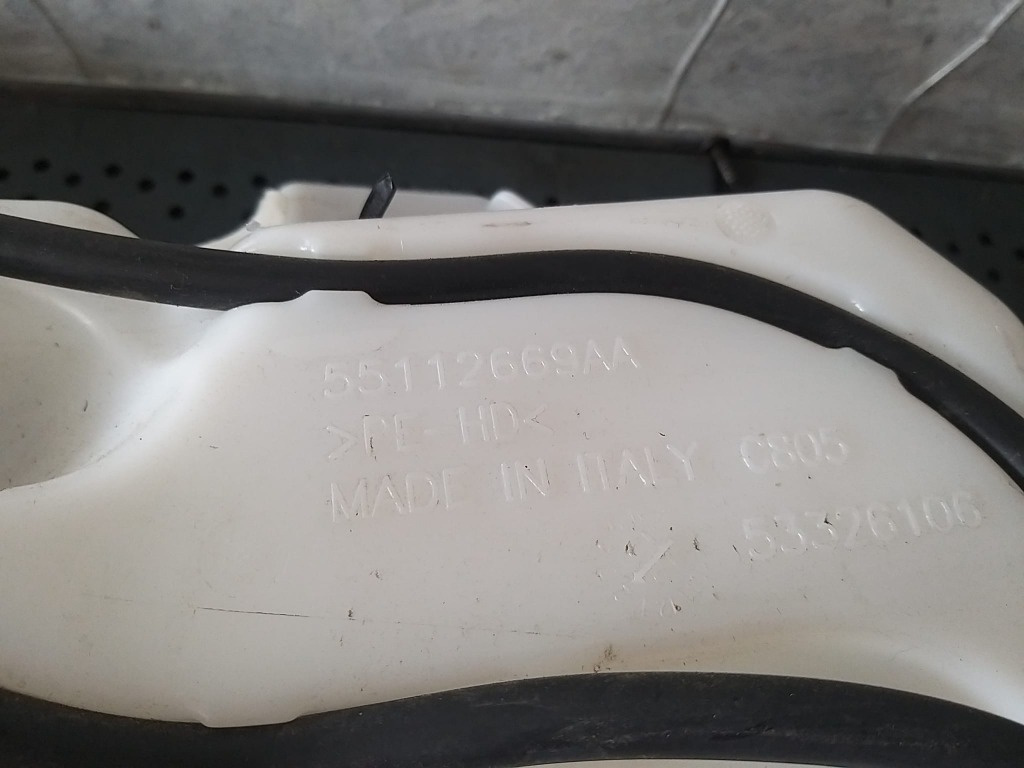 55112669AA
>PE-HD<
MADE IN ITALY C805
53326106